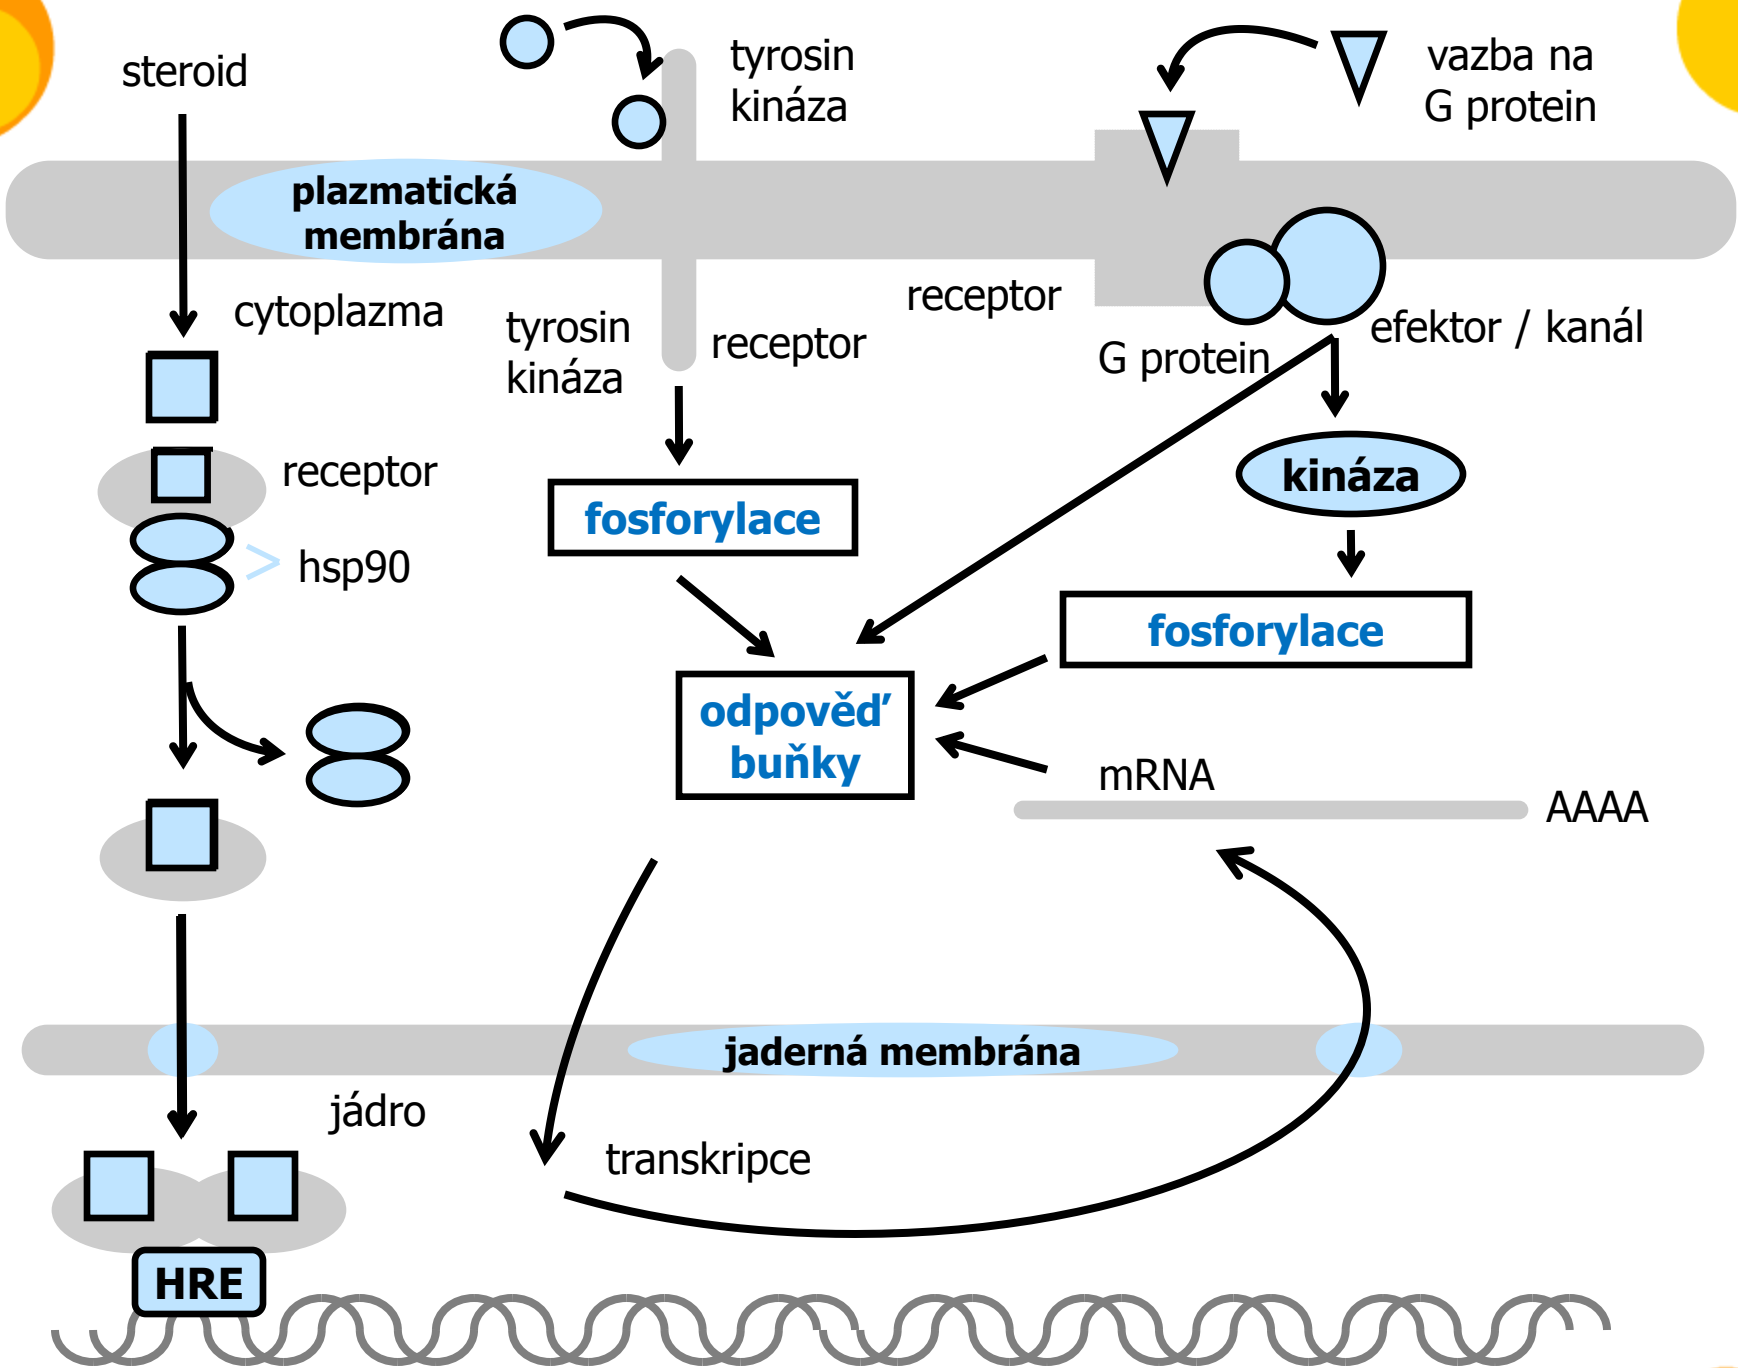 steroid
tyrosin
kináza
vazba na
G protein
plazmatická
membrána
cytoplazma
tyrosin
kináza
receptor
receptor
G protein
efektor / kanál
receptor
hsp90
fosforylace
kináza
fosforylace
odpověď
buňky
mRNA
AAAA
jaderná membrána
jádro
transkripce
HRE